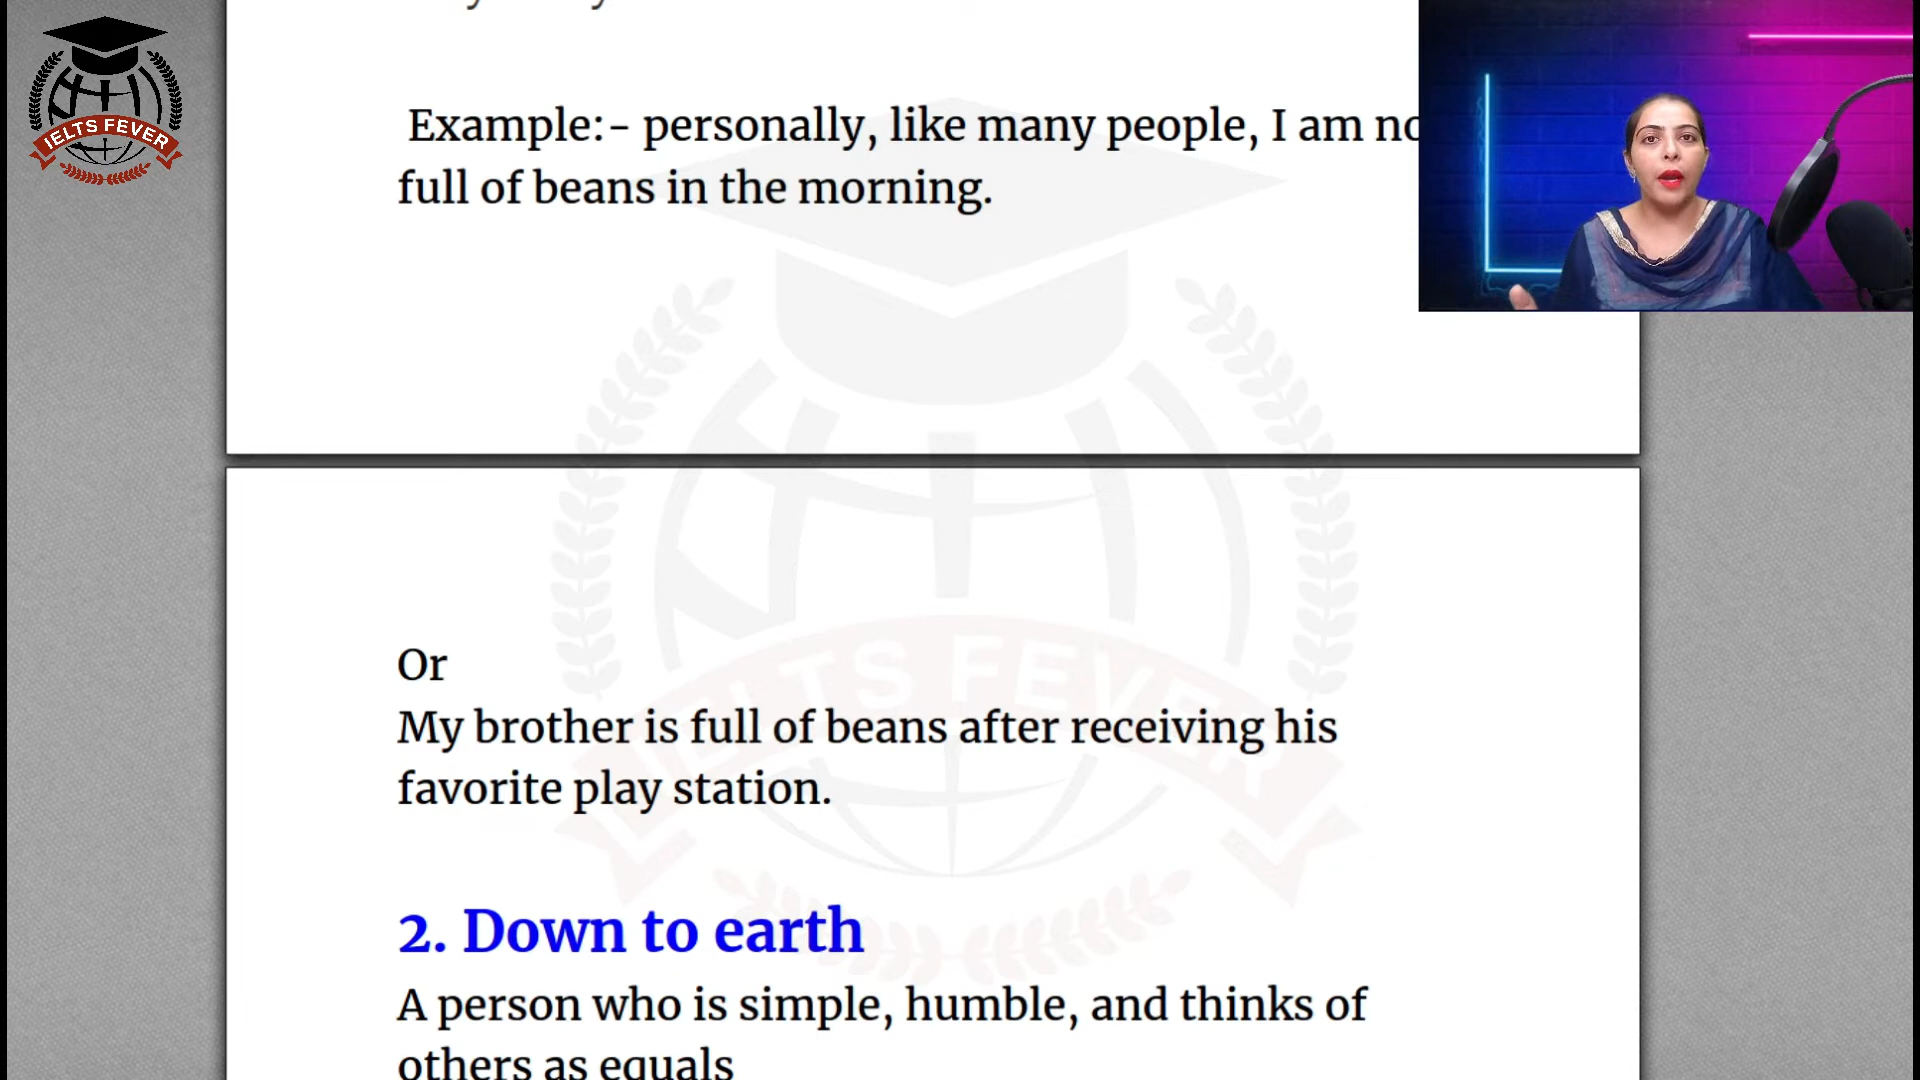 IELTS FEVER
Example:- personally, like many people, I am
full of beans in the morning.
Or
My brother is full of beans after receiving his
favorite play station.
2. Down to earth
A person who is simple, humble, and thinks of
others as equals
IELTS FEVER